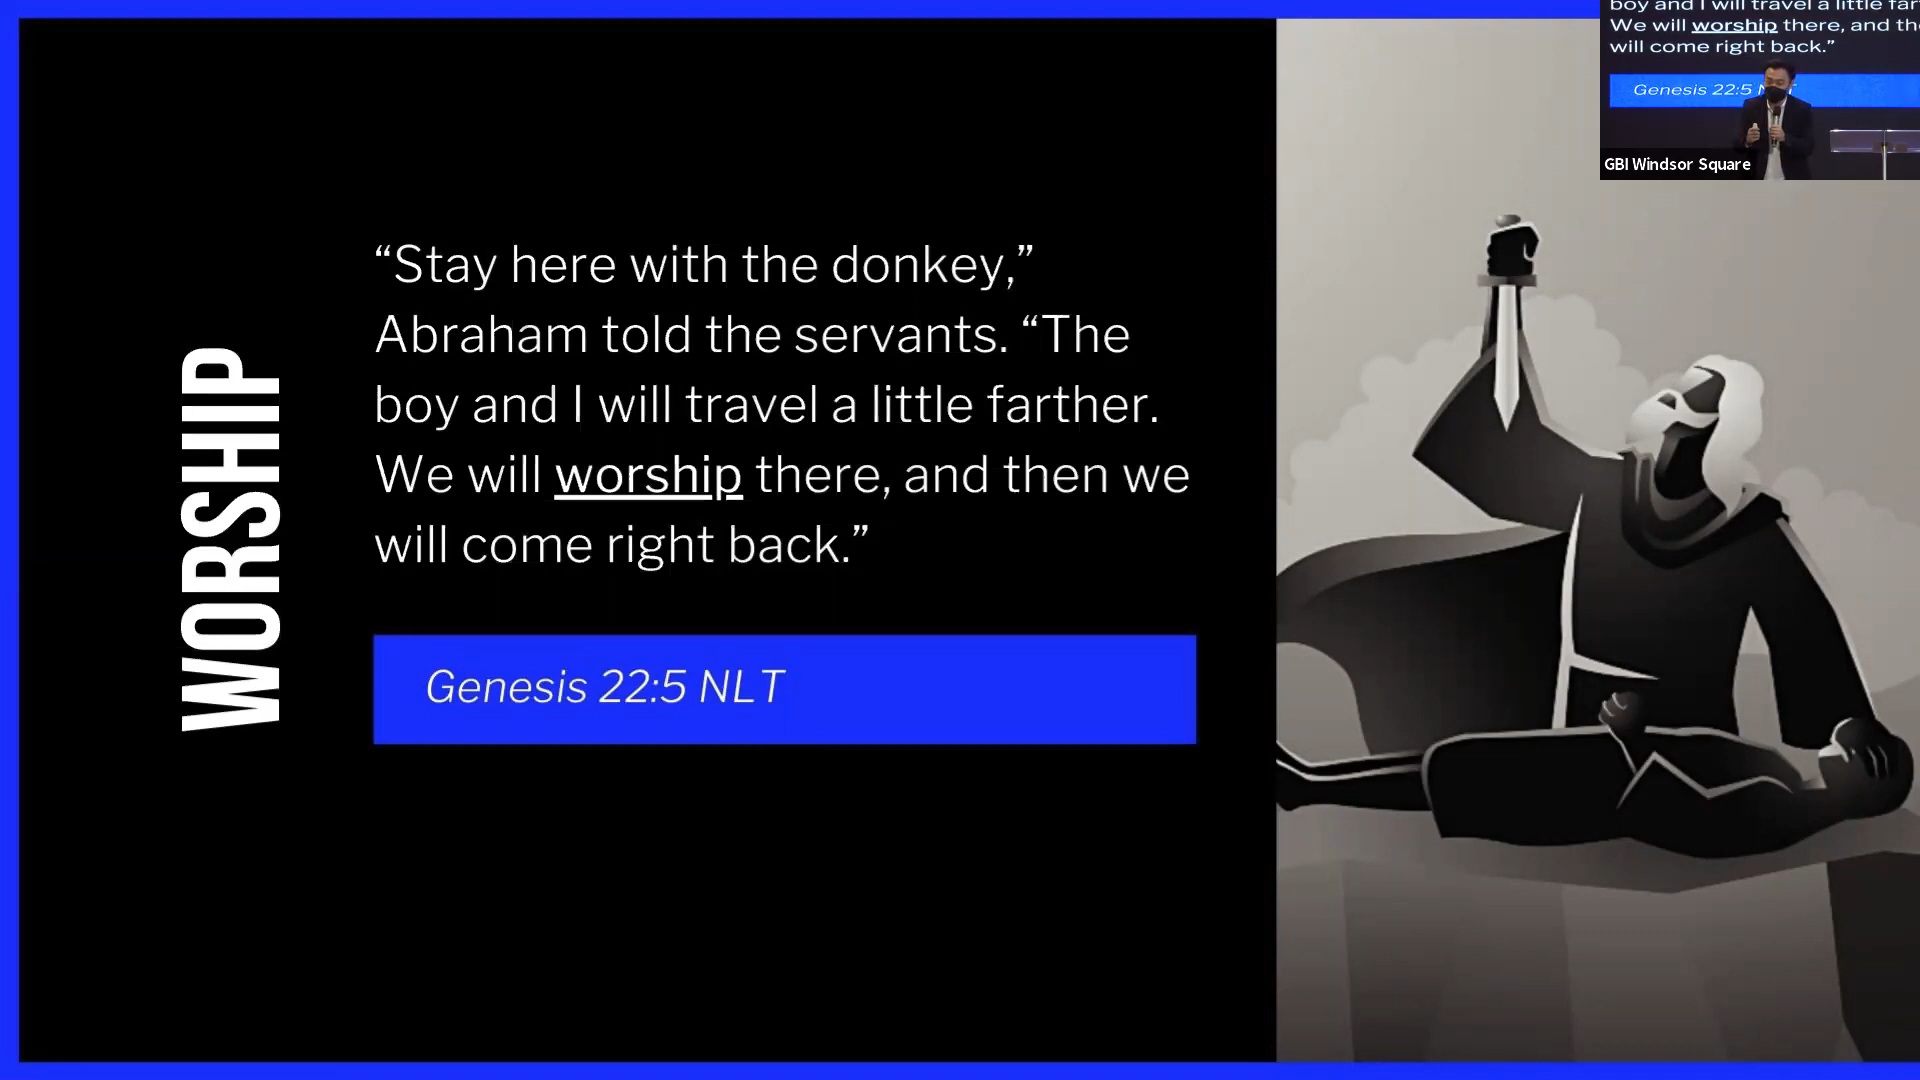 WORSHIP
“Stay here with the donkey,”
Abraham told the servants. “The
boy and I will travel a little farther.
We will worship there, and then we
will come right back.”
Genesis 22:5 NLT
boy and I will travel a little
We will worship there, and
will come right back.”
Genesis 22:5
GBI Windsor Square